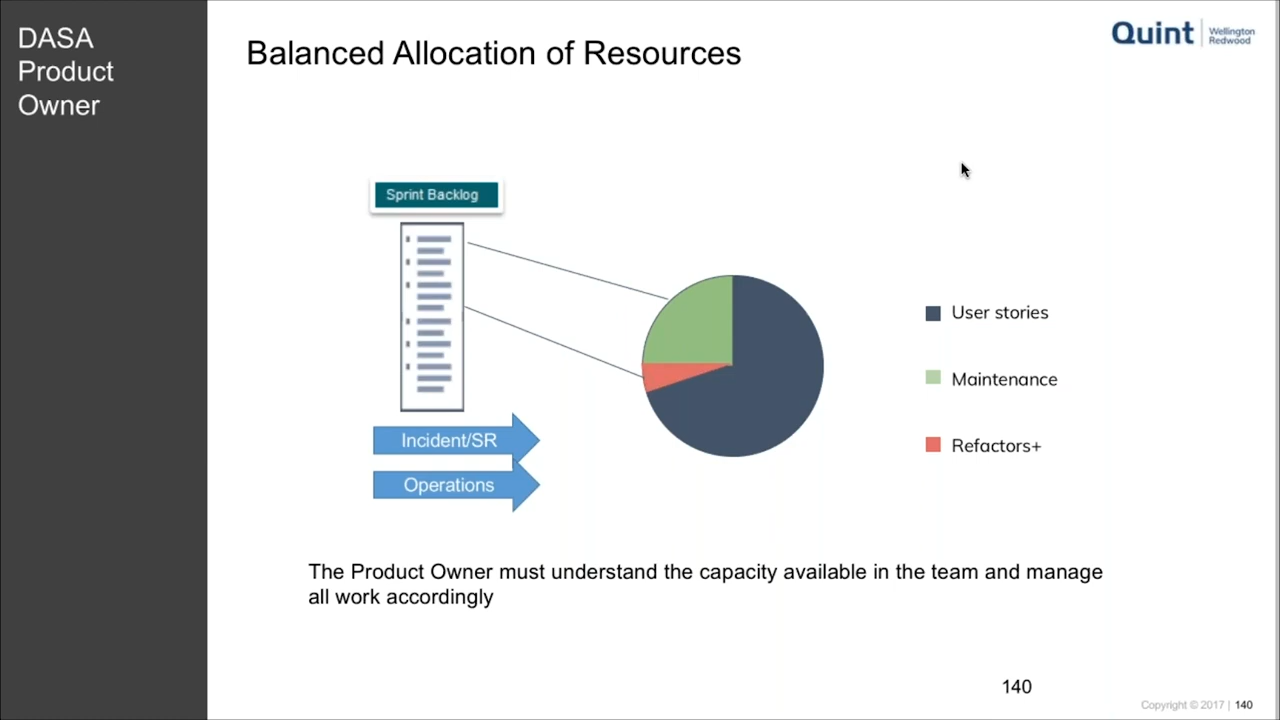 DASA
Product
Owner
Balanced Allocation of Resources
Quint
Wellington
Redwood
Sprint Backlog
Incident/SR
Operations
User stories
Maintenance
Refactors+
The Product Owner must understand the capacity available in the team and manage
all work accordingly
140
Copyright © 2017 | 140